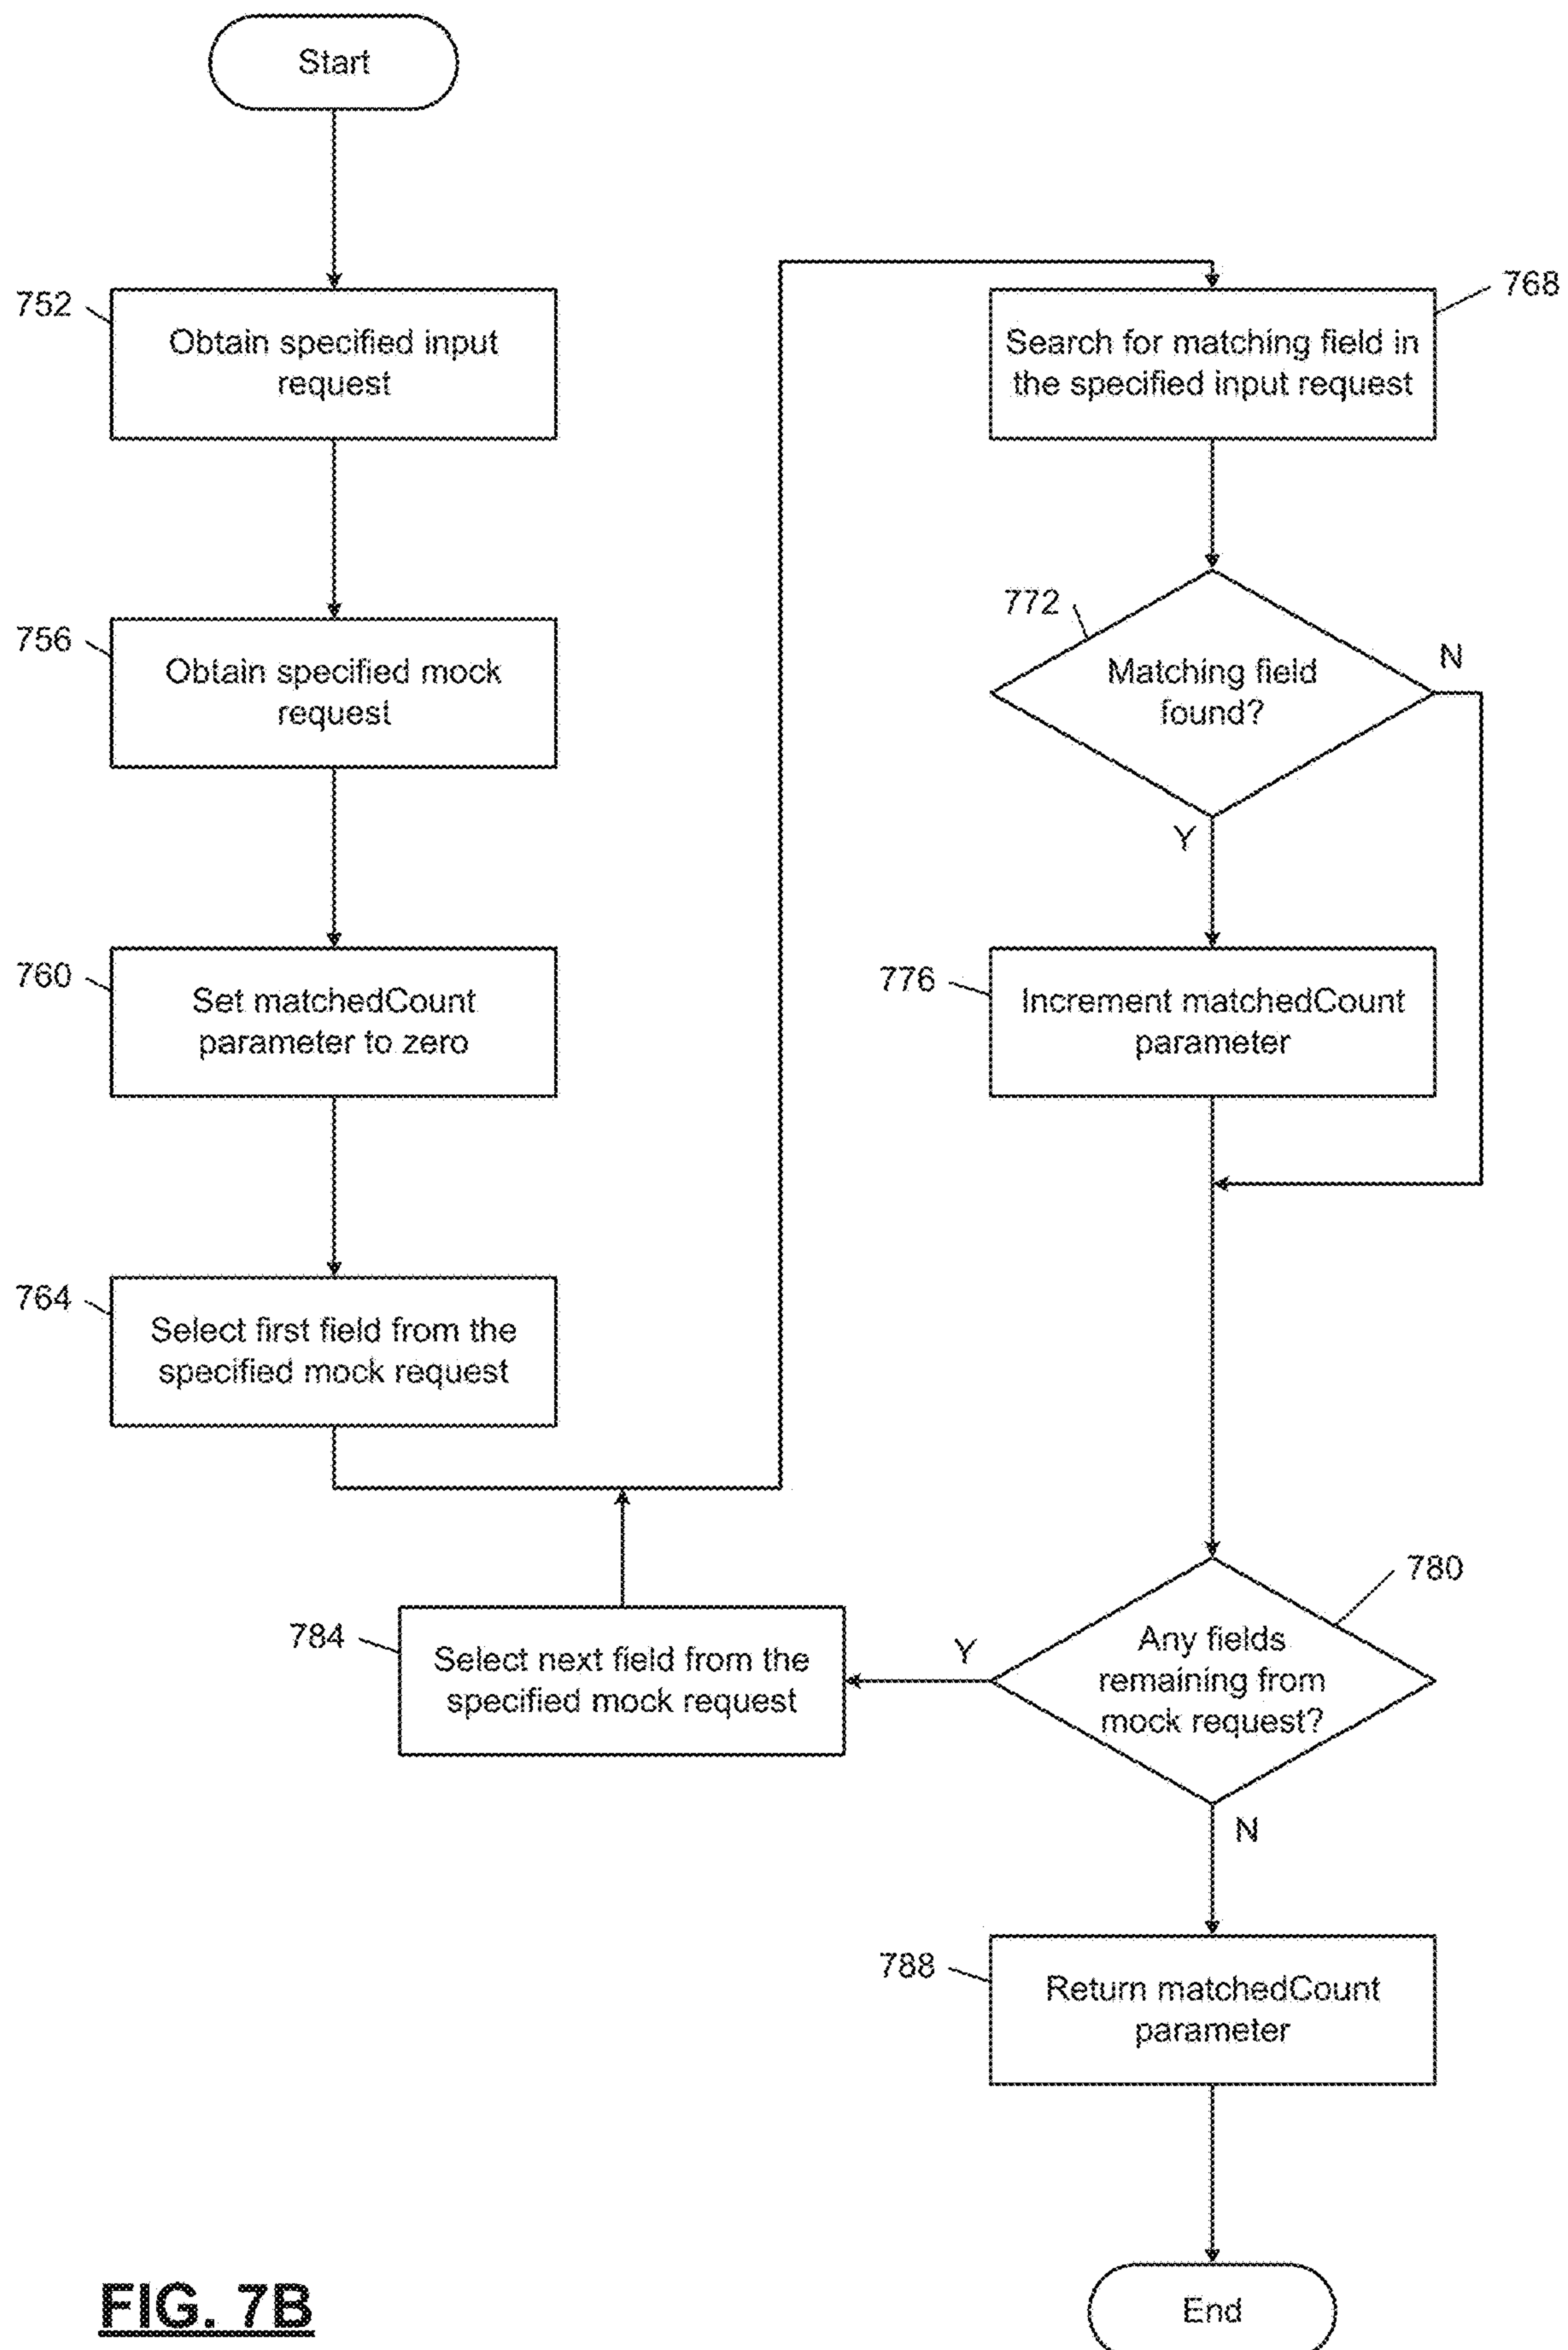 Start
752
Obtain specified input
request
756
Obtain specified mock
request
760
Set matchedCount
parameter to zero
764
Select first field from the
specified mock request
768
Search for matching field in
the specified input request
772
Matching field
found?
N
Y
776
Increment matchedCount
parameter
780
Any fields
remaining from
mock request?
Y
784
Select next field from the
specified mock request
N
788
Return matchedCount
parameter
End
FIG. 7B